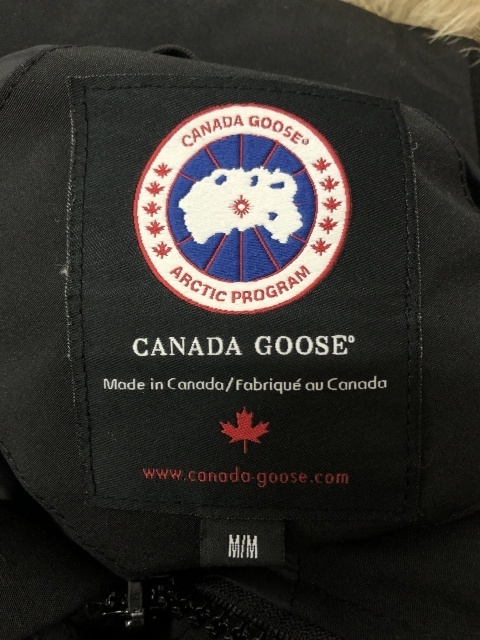 CANADA GOOSE®
ARCTIC PROGRAM
CANADA GOOSE®
Made in Canada/Fabriqué au Canada
www.canada-goose.com
M/M